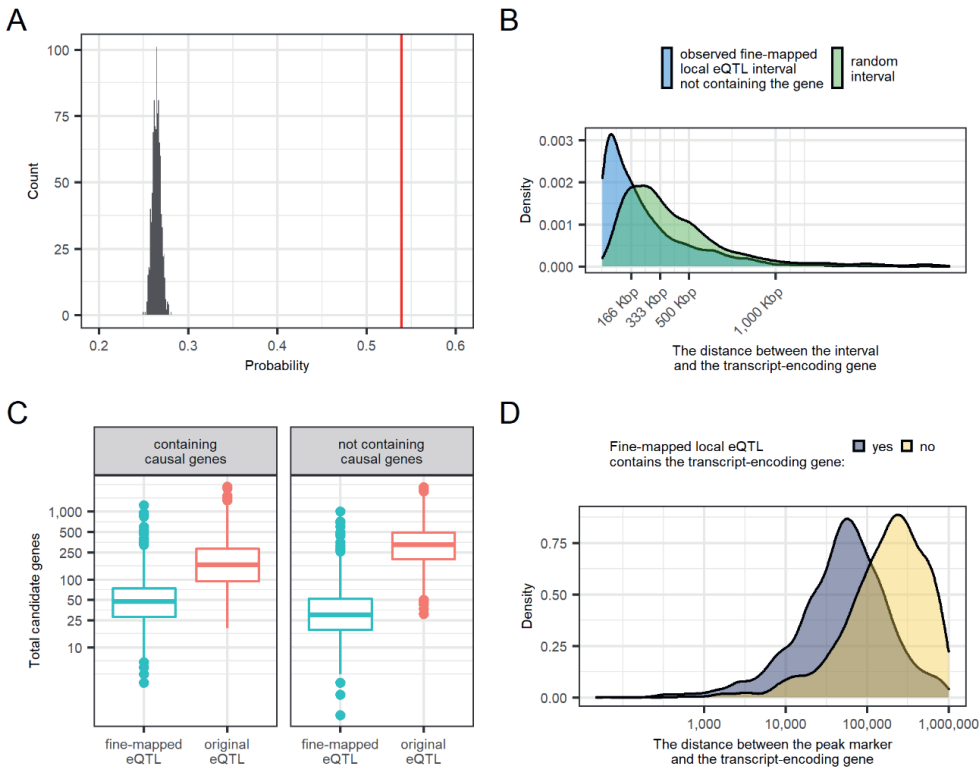 A
100
75
50
25
0
Count
0.2
0.3
0.4
0.5
0.6
Probability
B
observed fine-mapped
local eQTL interval
not containing the gene
random
interval
0.003
0.002
0.001
0.000
Density
166 Kbp
333 Kbp
500 Kbp
1,000 Kbp
The distance between the interval
and the transcript-encoding gene
C
containing
causal genes
not containing
causal genes
1,000
500
250
100
50
25
10
Total candidate genes
fine-mapped
eQTL
original
eQTL
fine-mapped
eQTL
original
eQTL
D
Fine-mapped local eQTL
contains the transcript-encoding gene:
yes
no
0.75
0.50
0.25
0.00
Density
1,000
10,000
100,000
1,000,000
The distance between the peak marker
and the transcript-encoding gene